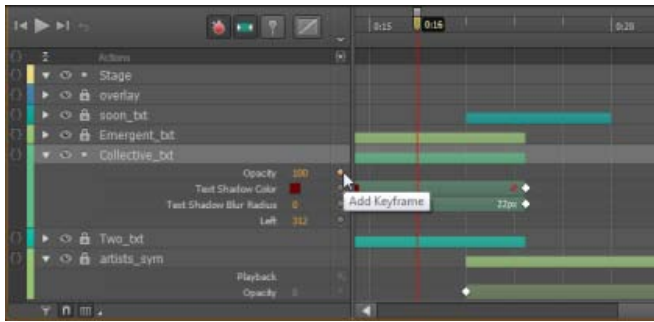 0:15 0:16 0:20
Actions
Stage
overlay
soon_txt
Emergent_txt
Collective_txt
Opacity 100
Text Shadow Color
Add Keyframe
Text Shadow Blur Radius 0 22px
Left 312
Two_txt
artists_sym
Playback
Opacity 0